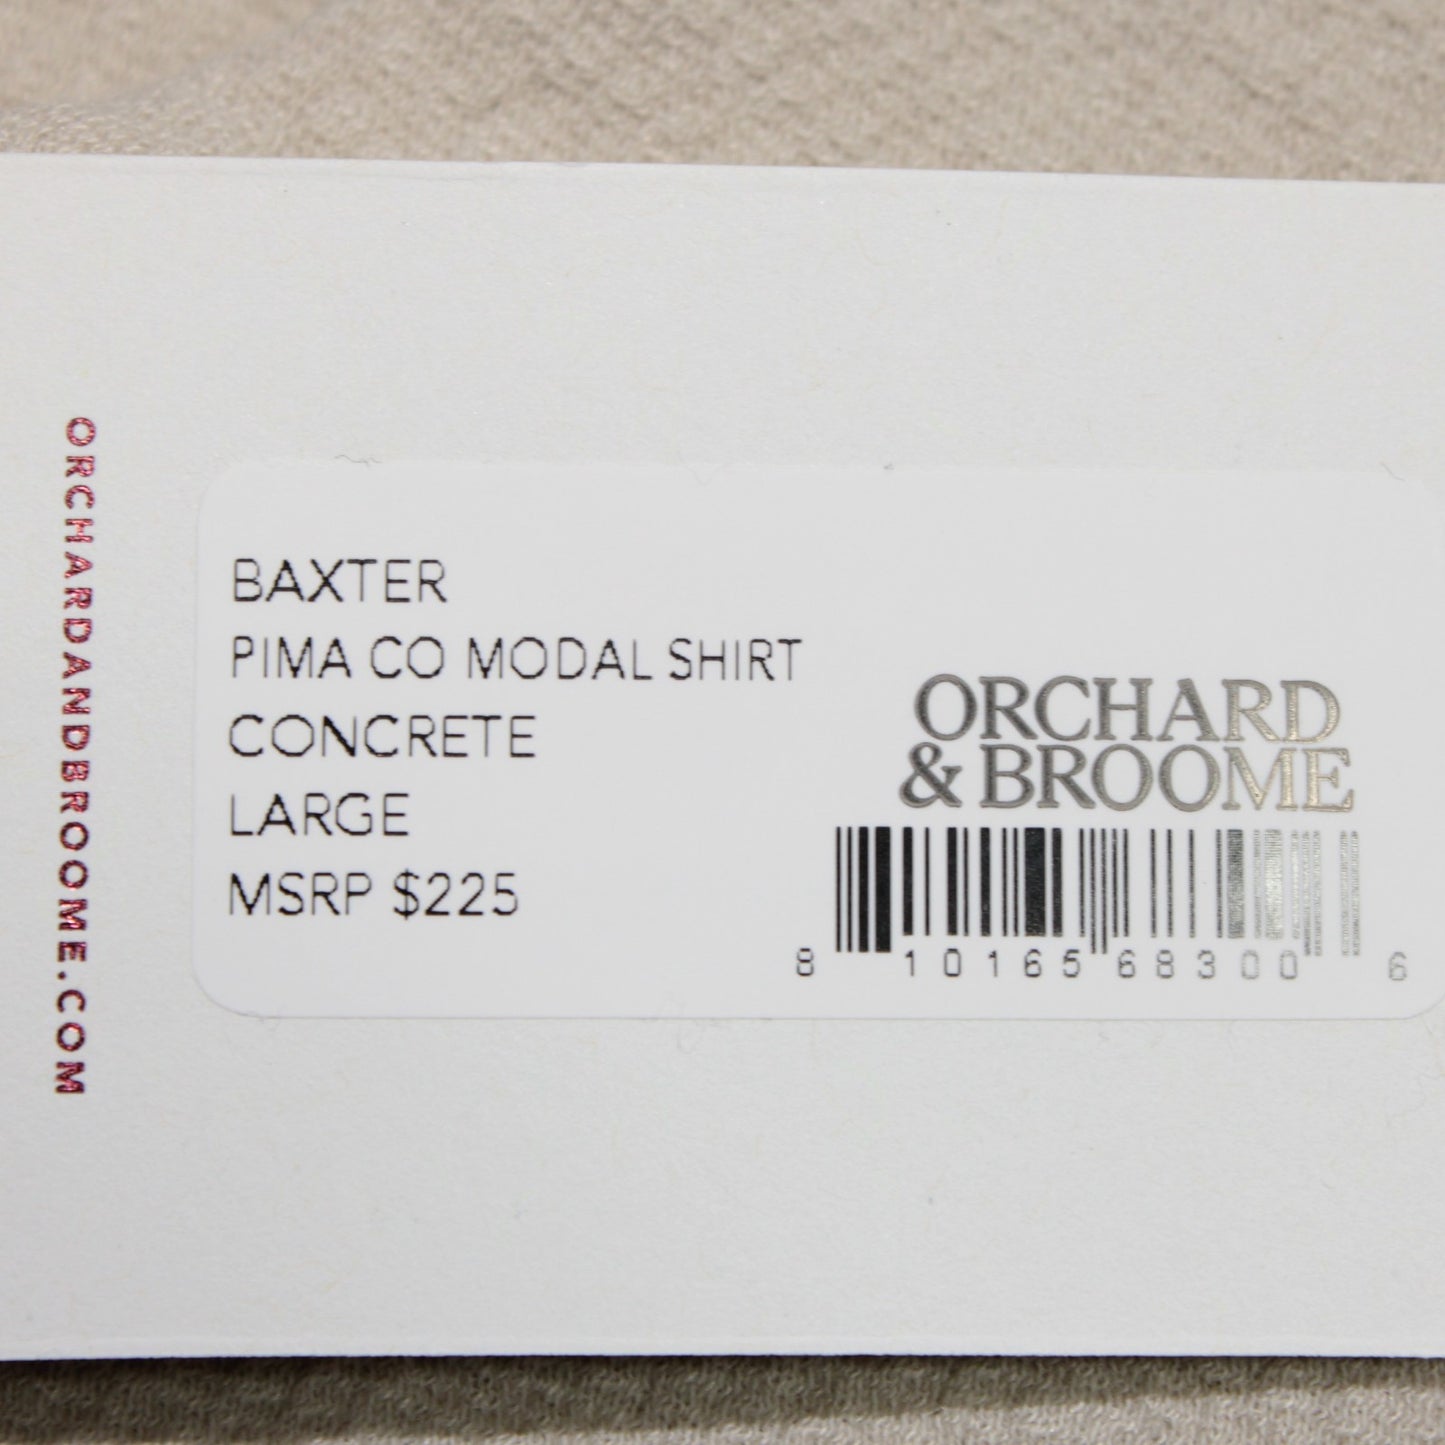 ORCHARDANDBROOME.COM
BAXTER
PIMA CO MODAL SHIRT
CONCRETE
LARGE
MSRP $225
ORCHARD
& BROOME
8 10165 68300 6